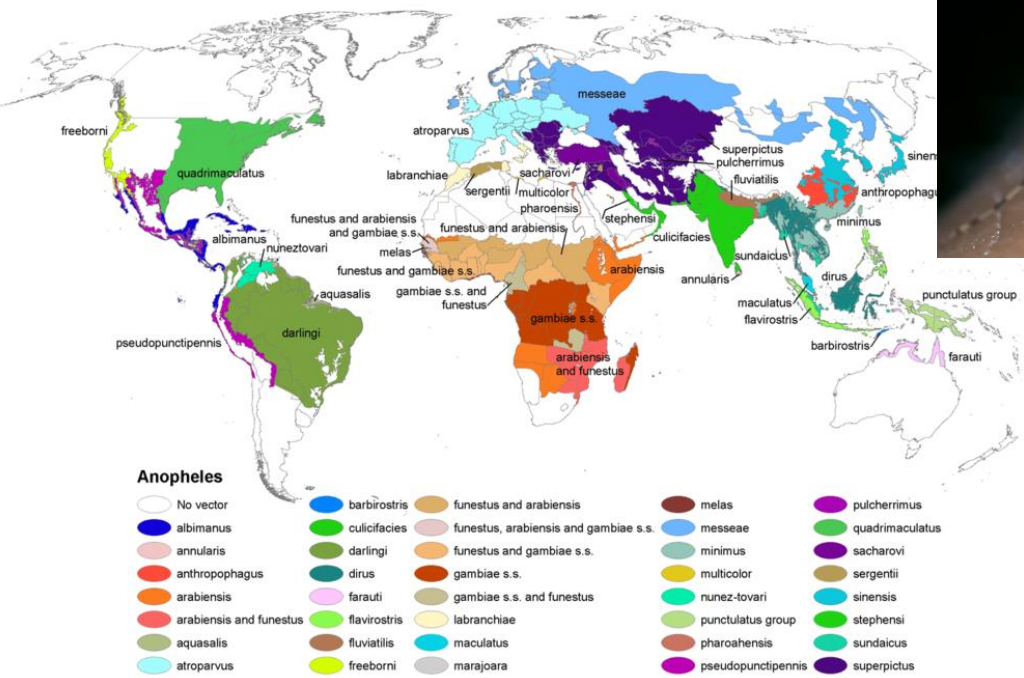 messeae
freeborni
atroparvus
superpictus
pulcherrimus
sinens
quadrimaculatus
labranchiae
sacharovi
fluviatilis
sergentii
multicolor
anthropophagu
pharoensis
funestus and arabiensis
and gambiae s.s.
funestus and arabiensis
stephensi
minimus
albimanus
culicifacies
nuneztovari
melas
sundaicus
funestus and gambiae s.s.
arabiensis
dirus
annularis
aquasalis
gambiae s.s. and
funestus
punctulatus group
maculatus
gambiae s.s.
flavirostris
darlingi
pseudopunctipennis
barbirostris
arabiensis
and funestus
farauti
Anopheles
No vector
albimanus
annularis
anthropophagus
arabiensis
arabiensis and funestus
aquasalis
atroparvus
barbirostris
culicifacies
darlingi
dirus
farauti
flavirostris
fluviatilis
freeborni
funestus and arabiensis
funestus, arabiensis and gambiae s.s.
funestus and gambiae s.s.
gambiae s.s.
gambiae s.s. and funestus
labranchiae
maculatus
marajoara
melas
messeae
minimus
multicolor
nunez-tovari
punctulatus group
pharoahensis
pseudopunctipennis
pulcherrimus
quadrimaculatus
sacharovi
sergentii
sinensis
stephensi
sundaicus
superpictus